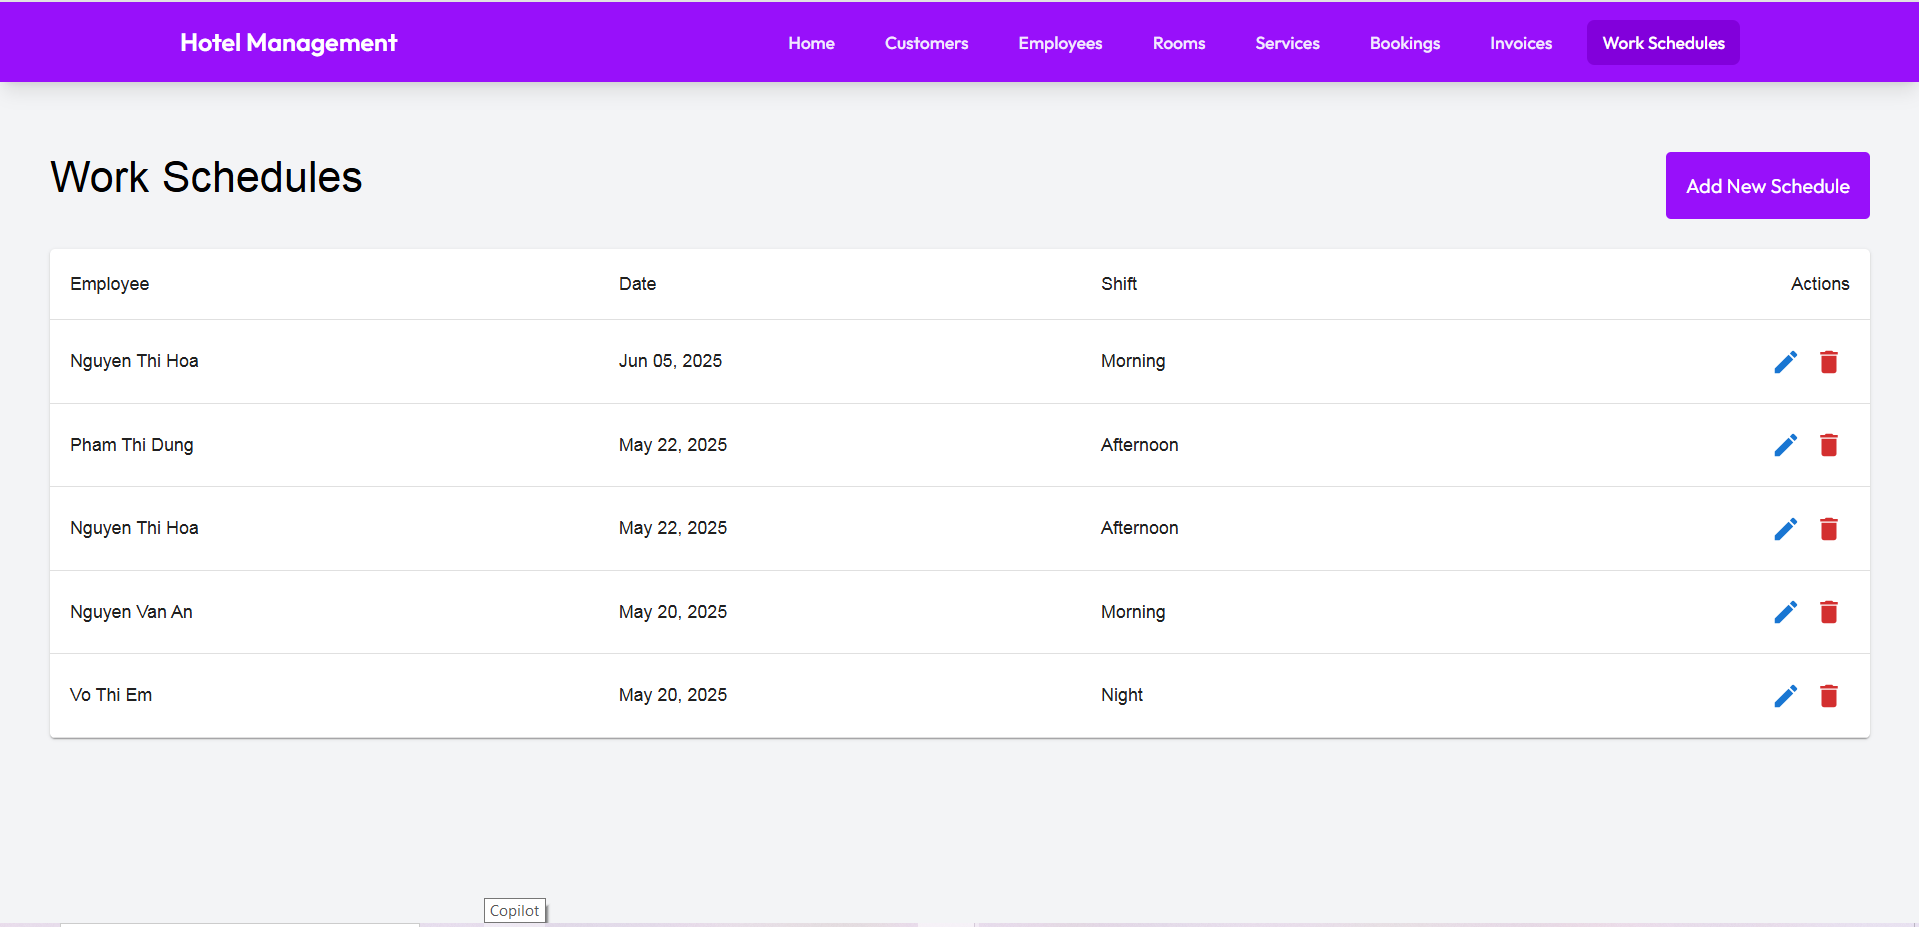 Hotel Management Home Customers Employees Rooms Services Bookings Invoices Work Schedules
Work Schedules
Add New Schedule
Employee Date Shift Actions
Nguyen Thi Hoa Jun 05, 2025 Morning
Pham Thi Dung May 22, 2025 Afternoon
Nguyen Thi Hoa May 22, 2025 Afternoon
Nguyen Van An May 20, 2025 Morning
Vo Thi Em May 20, 2025 Night
Copilot